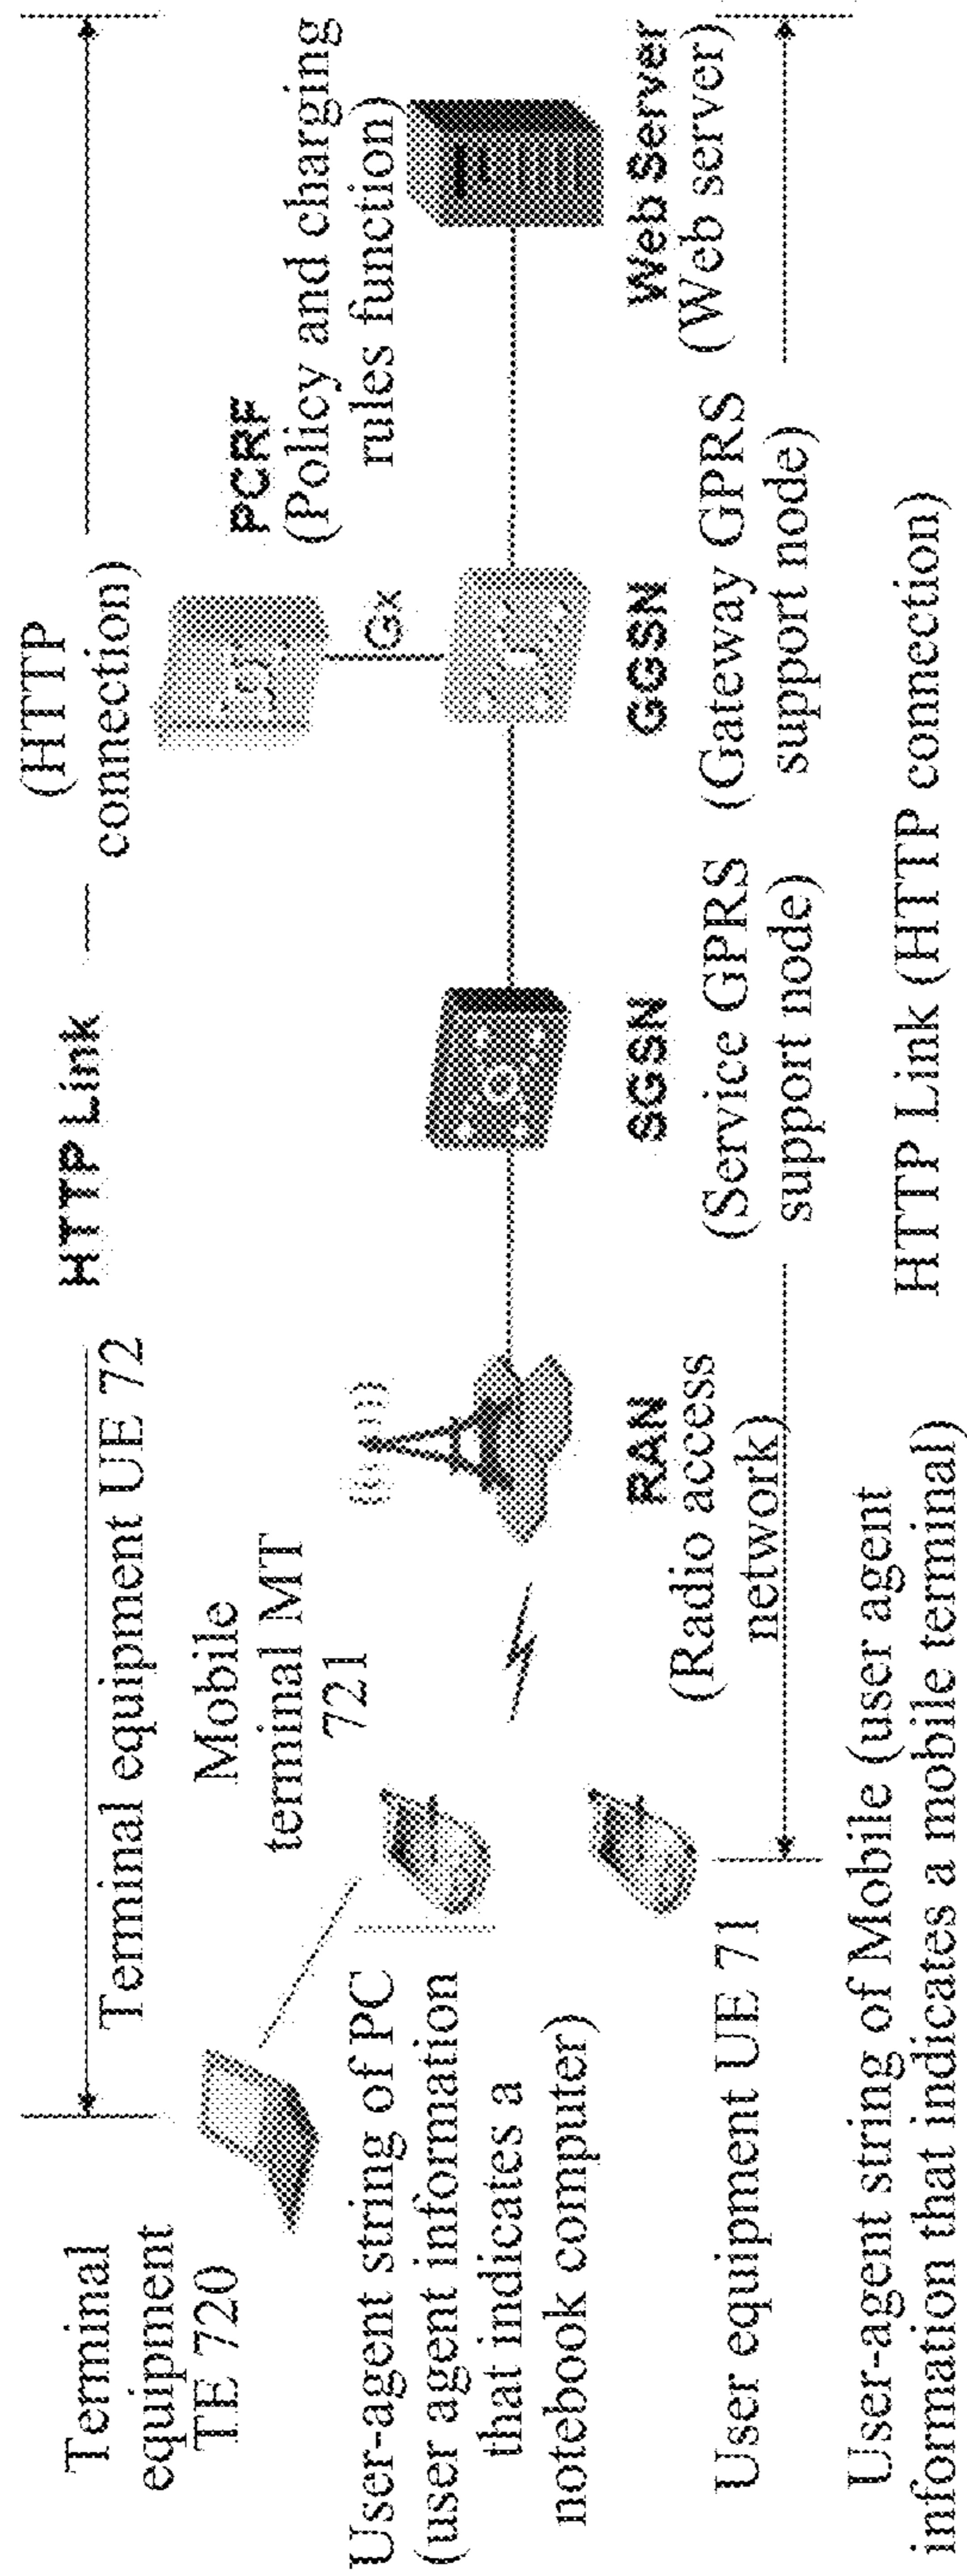 HTTP Link
(HTTP
connection)
Terminal
equipment
TE 720
Terminal equipment UE 72
Mobile
terminal MT
721
PCRF
(Policy and charging
rules function)
Gx
User-agent string of PC
(user agent information
that indicates a
notebook computer)
RAN
(Radio access
network)
SGSN
(Service GPRS
support node)
GGSN
(Gateway GPRS
support node)
Web Server
(Web server)
User equipment UE 71
User-agent string of Mobile (user agent
information that indicates a mobile terminal)
HTTP Link (HTTP connection)